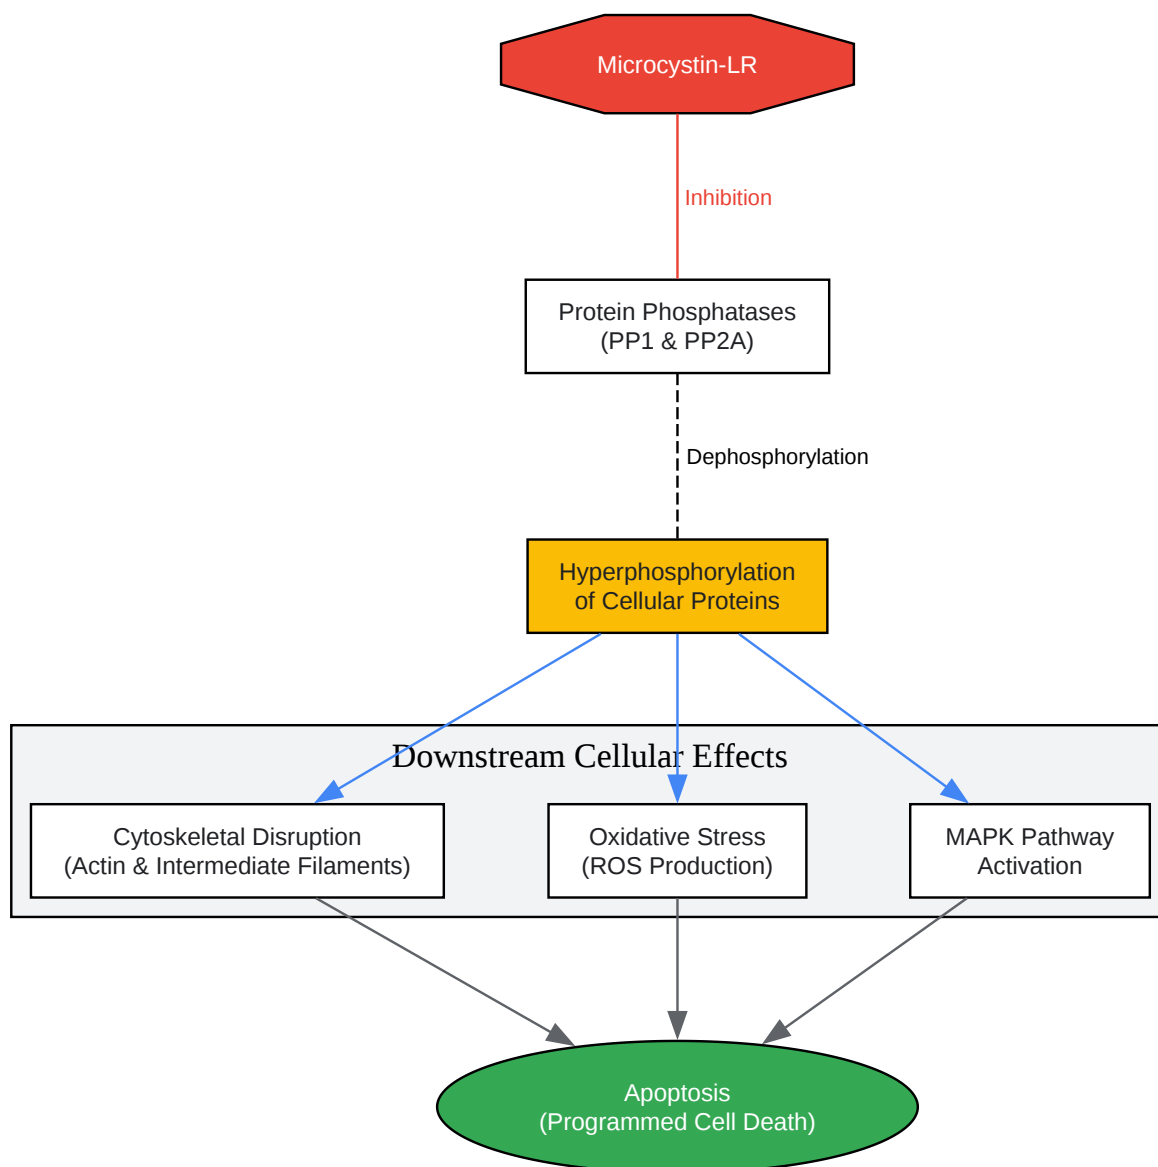 Microcystin-LR
Inhibition
Protein Phosphatases
(PP1 & PP2A)
Dephosphorylation
Hyperphosphorylation
of Cellular Proteins
Downstream Cellular Effects
Cytoskeletal Disruption
(Actin & Intermediate Filaments)
Oxidative Stress
(ROS Production)
MAPK Pathway
Activation
Apoptosis
(Programmed Cell Death)